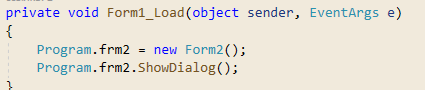 private void Form1_Load(object sender, EventArgs e)
{
Program.frm2 = new Form2();
Program.frm2.ShowDialog();
}